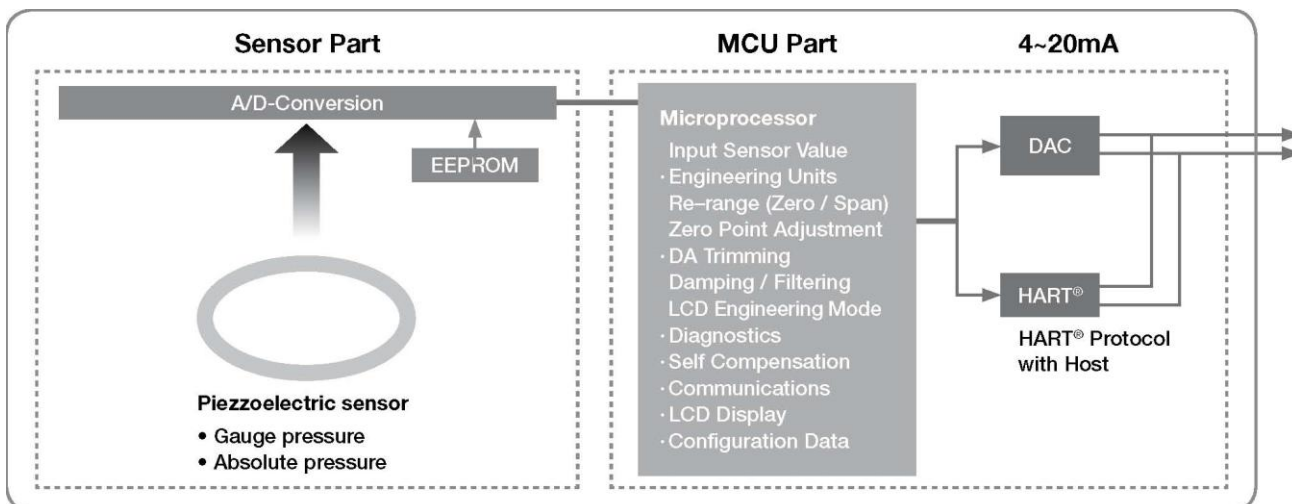 Sensor Part
MCU Part
4~20mA
A/D-Conversion
EEPROM
Piezzoelectric sensor
• Gauge pressure
• Absolute pressure
Microprocessor
Input Sensor Value
· Engineering Units
Re–range (Zero / Span)
Zero Point Adjustment
· DA Trimming
Damping / Filtering
LCD Engineering Mode
· Diagnostics
· Self Compensation
· Communications
· LCD Display
· Configuration Data
DAC
HART®
HART® Protocol
with Host